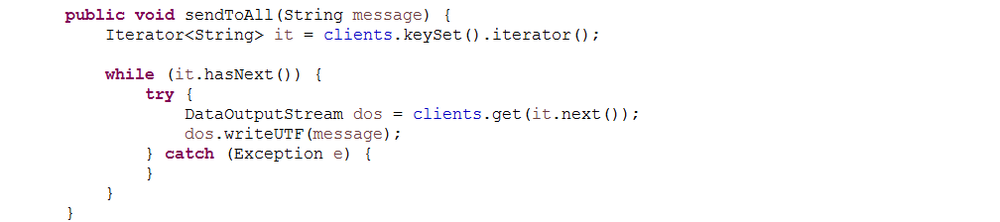 public void sendToAll(String message) {
    Iterator<String> it = clients.keySet().iterator();

    while (it.hasNext()) {
        try {
            DataOutputStream dos = clients.get(it.next());
            dos.writeUTF(message);
        } catch (Exception e) {
        }
    }
}